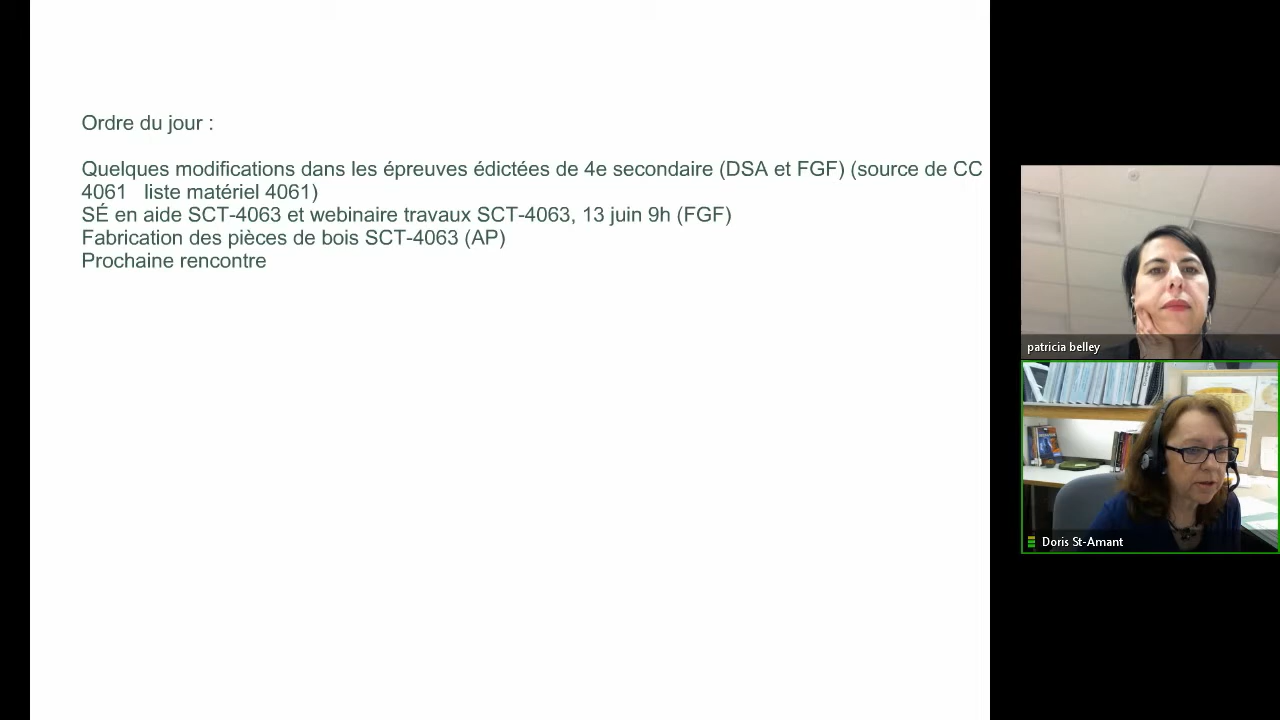 Ordre du jour :
Quelques modifications dans les épreuves édictées de 4e secondaire (DSA et FGF) (source de CC
4061   liste matériel 4061)
SÉ en aide SCT-4063 et webinaire travaux SCT-4063, 13 juin 9h (FGF)
Fabrication des pièces de bois SCT-4063 (AP)
Prochaine rencontre
patricia belley
Doris St-Amant